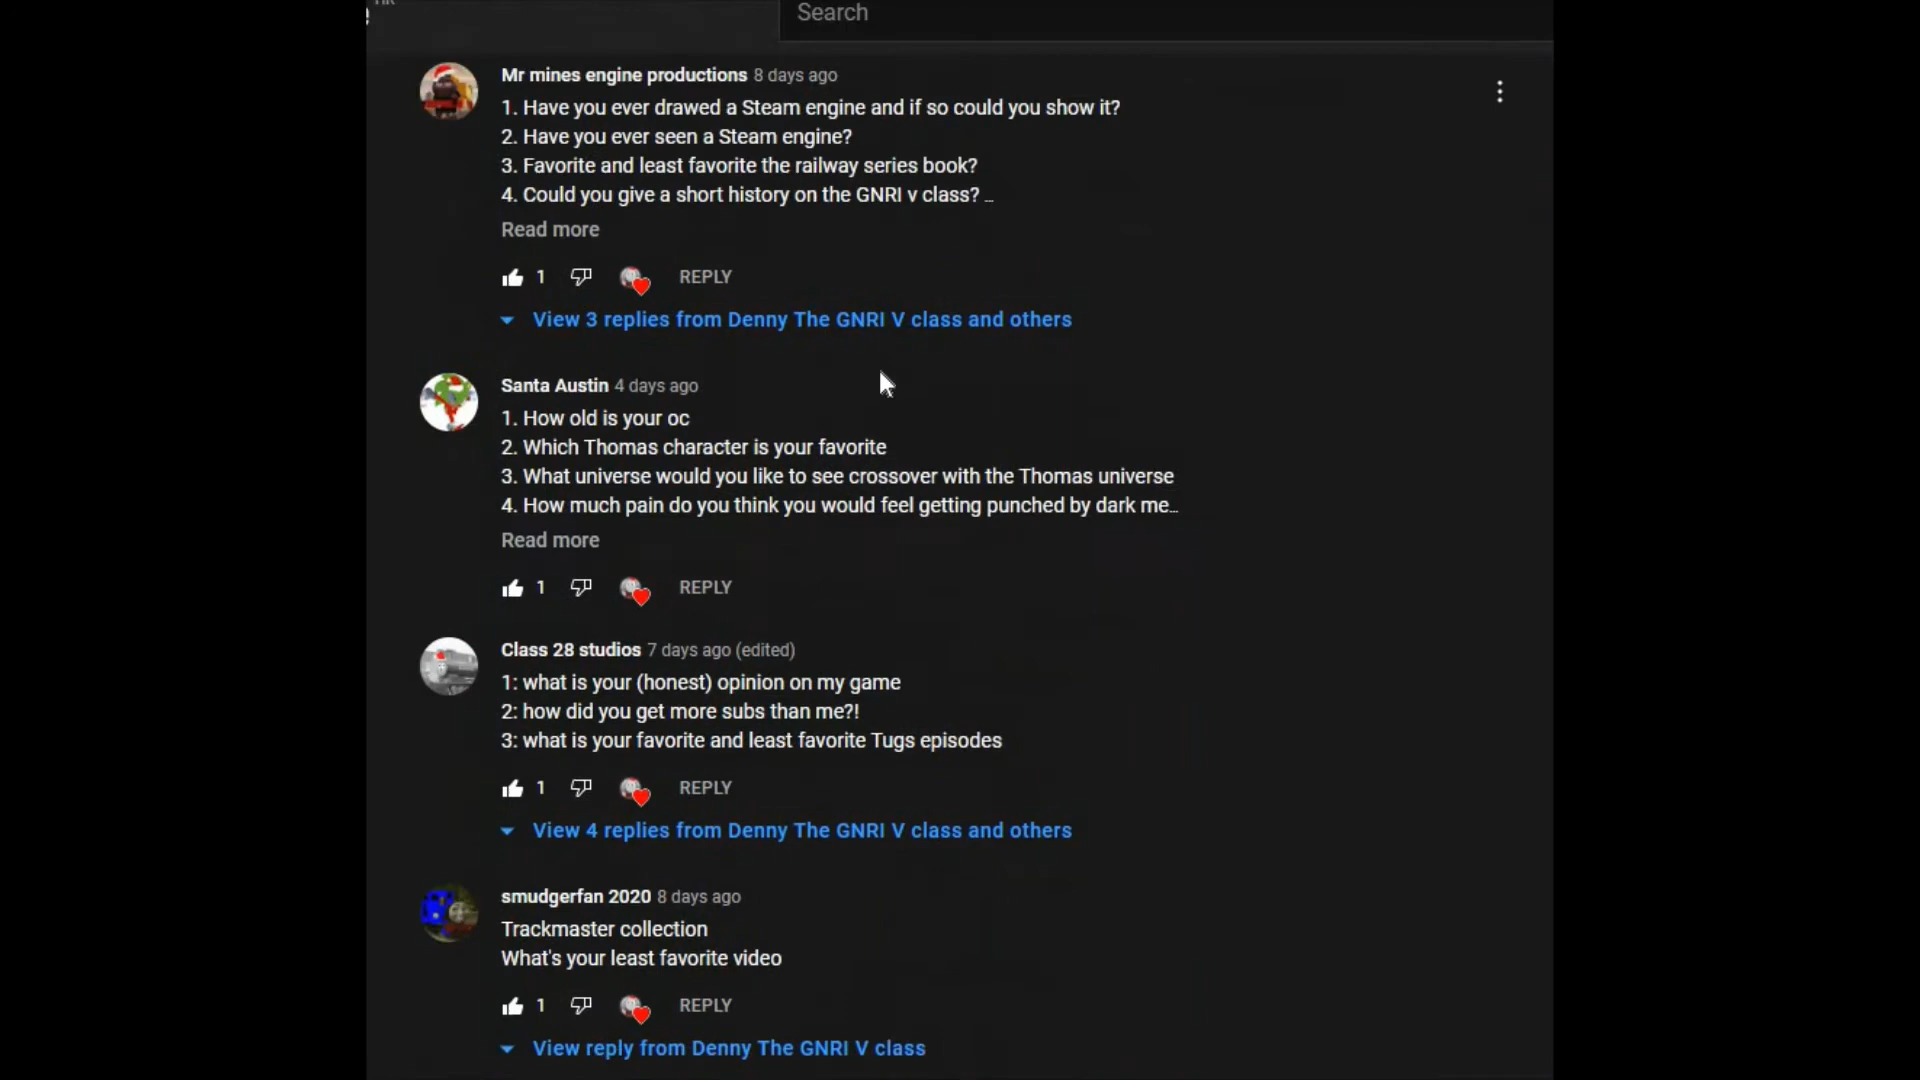 Search
Mr mines engine productions 8 days ago
1. Have you ever drawed a Steam engine and if so could you show it?
2. Have you ever seen a Steam engine?
3. Favorite and least favorite the railway series book?
4. Could you give a short history on the GNRI v class? ...
Read more
1 REPLY
View 3 replies from Denny The GNRI V class and others
Santa Austin 4 days ago
1. How old is your oc
2. Which Thomas character is your favorite
3. What universe would you like to see crossover with the Thomas universe
4. How much pain do you think you would feel getting punched by dark me...
Read more
1 REPLY
Class 28 studios 7 days ago (edited)
1: what is your (honest) opinion on my game
2: how did you get more subs than me?!
3: what is your favorite and least favorite Tugs episodes
1 REPLY
View 4 replies from Denny The GNRI V class and others
smudgerfan 2020 8 days ago
Trackmaster collection
What's your least favorite video
1 REPLY
View reply from Denny The GNRI V class